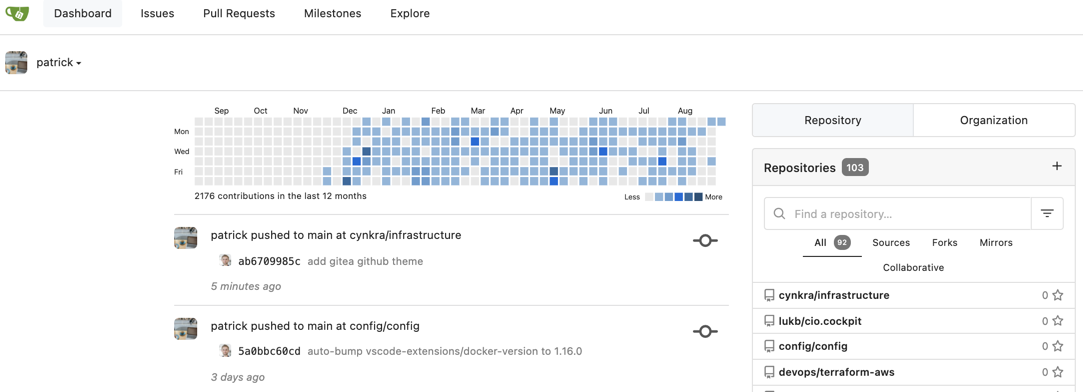 Dashboard Issues Pull Requests Milestones Explore
patrick
Sep Oct Nov Dec Jan Feb Mar Apr May Jun Jul Aug
Mon
Wed
Fri
2176 contributions in the last 12 months
Less More
patrick pushed to main at cynkra/infrastructure
ab6709985c add gitea github theme
5 minutes ago
patrick pushed to main at config/config
5a0bbc60cd auto-bump vscode-extensions/docker-version to 1.16.0
3 days ago
Repository Organization
Repositories 103
Find a repository...
All 92 Sources Forks Mirrors
Collaborative
cynkra/infrastructure 0
lukb/cio.cockpit 0
config/config 0
devops/terraform-aws 0